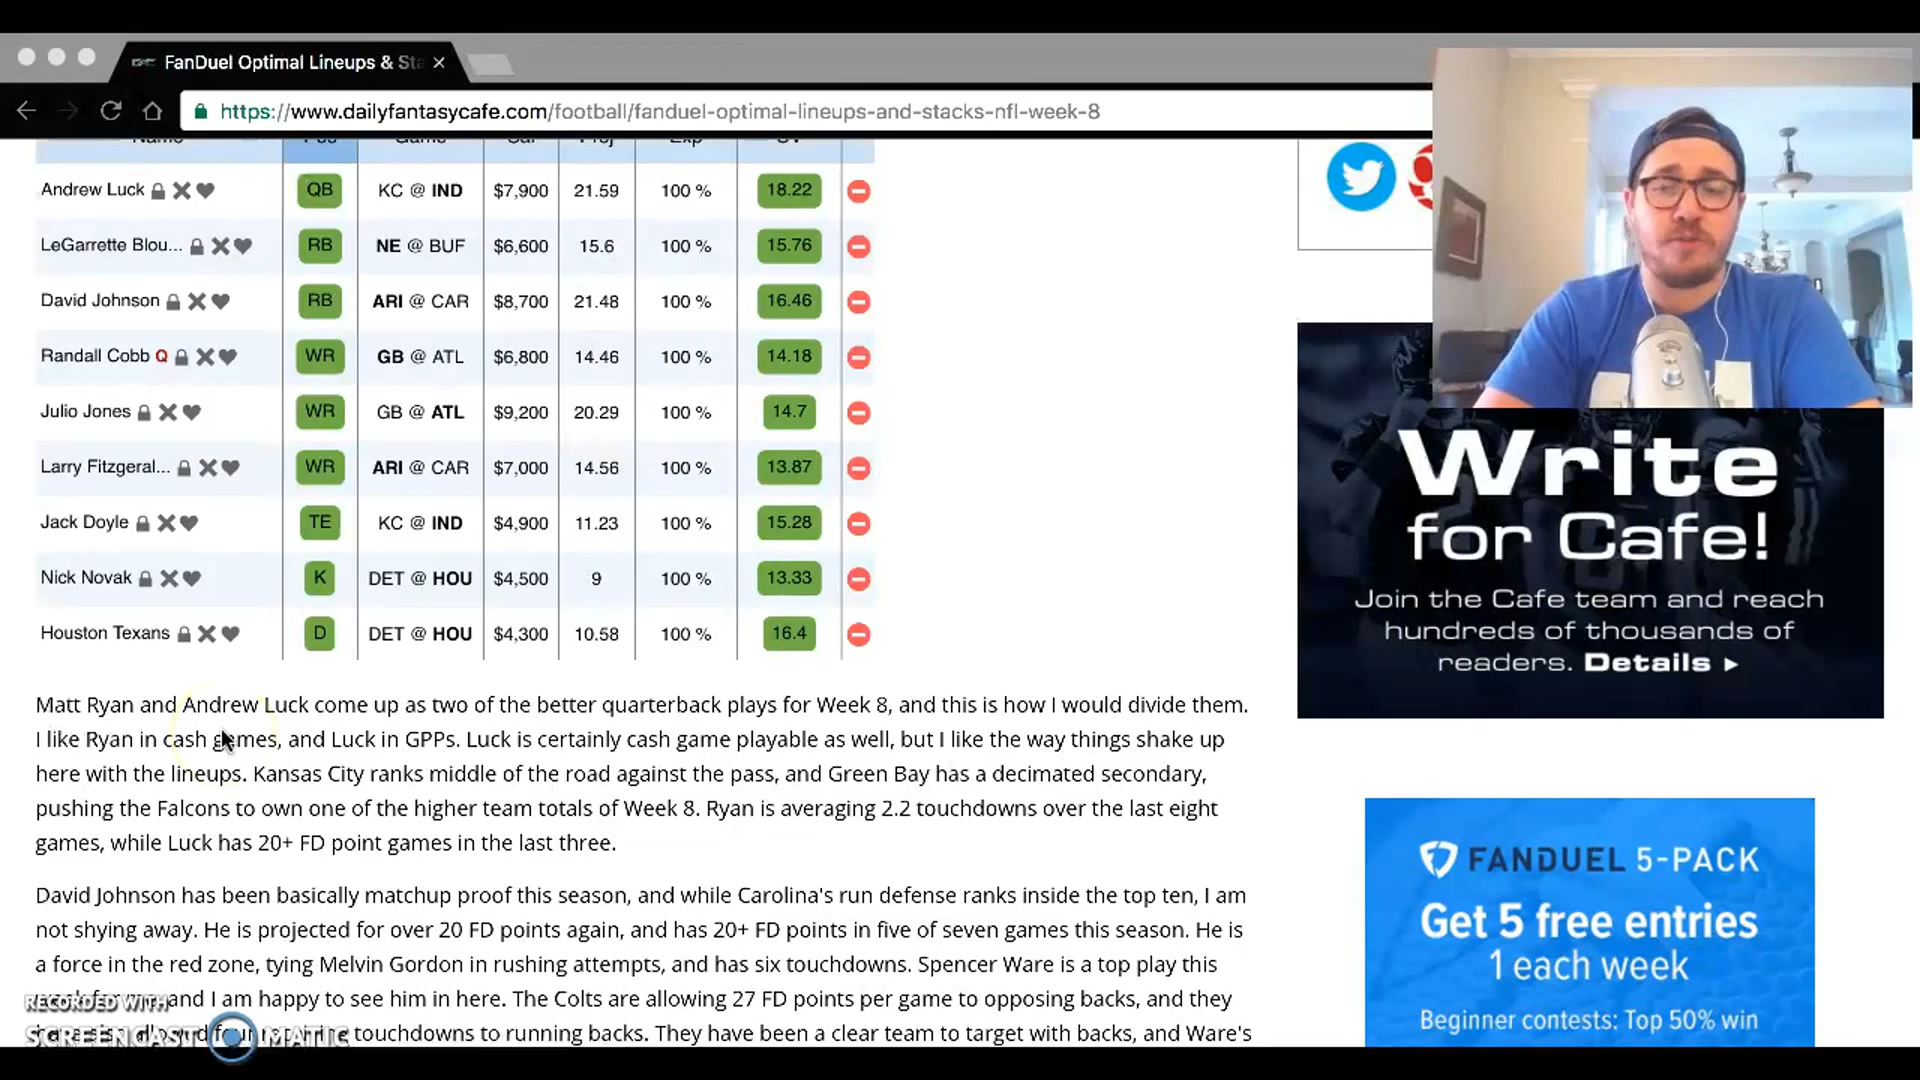 FanDuel Optimal Lineups & Sta
https://www.dailyfantasycafe.com/football/fanduel-optimal-lineups-and-stacks-nfl-week-8
Name Pos Game Sal Proj Exp CV
Andrew Luck QB KC @ IND $7,900 21.59 100 % 18.22
LeGarrette Blou... RB NE @ BUF $6,600 15.6 100 % 15.76
David Johnson RB ARI @ CAR $8,700 21.48 100 % 16.46
Randall Cobb Q WR GB @ ATL $6,800 14.46 100 % 14.18
Julio Jones WR GB @ ATL $9,200 20.29 100 % 14.7
Larry Fitzgeral... WR ARI @ CAR $7,000 14.56 100 % 13.87
Jack Doyle TE KC @ IND $4,900 11.23 100 % 15.28
Nick Novak K DET @ HOU $4,500 9 100 % 13.33
Houston Texans D DET @ HOU $4,300 10.58 100 % 16.4
Matt Ryan and Andrew Luck come up as two of the better quarterback plays for Week 8, and this is how I would divide them.
I like Ryan in cash games, and Luck in GPPs. Luck is certainly cash game playable as well, but I like the way things shake up
here with the lineups. Kansas City ranks middle of the road against the pass, and Green Bay has a decimated secondary,
pushing the Falcons to own one of the higher team totals of Week 8. Ryan is averaging 2.2 touchdowns over the last eight
games, while Luck has 20+ FD point games in the last three.
David Johnson has been basically matchup proof this season, and while Carolina's run defense ranks inside the top ten, I am
not shying away. He is projected for over 20 FD points again, and has 20+ FD points in five of seven games this season. He is
a force in the red zone, tying Melvin Gordon in rushing attempts, and has six touchdowns. Spencer Ware is a top play this
and I am happy to see him in here. The Colts are allowing 27 FD points per game to opposing backs, and they
touchdowns to running backs. They have been a clear team to target with backs, and Ware's
RECORDED WITH
SCREENCAST MATIC
Write
for Cafe!
Join the Cafe team and reach
hundreds of thousands of
readers. Details ▸
FANDUEL 5-PACK
Get 5 free entries
1 each week
Beginner contests: Top 50% win